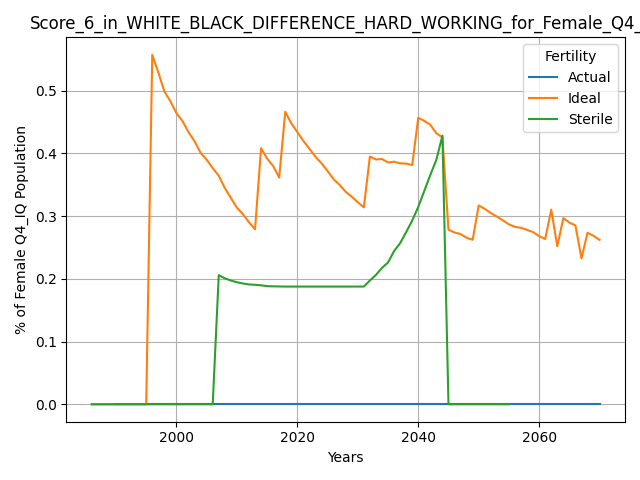 Score_6_in_WHITE_BLACK_DIFFERENCE_HARD_WORKING_for_Female_Q4_
Fertility
Actual
Ideal
Sterile
% of Female Q4_IQ Population
0.5
0.4
0.3
0.2
0.1
0.0
2000
2020
2040
2060
Years